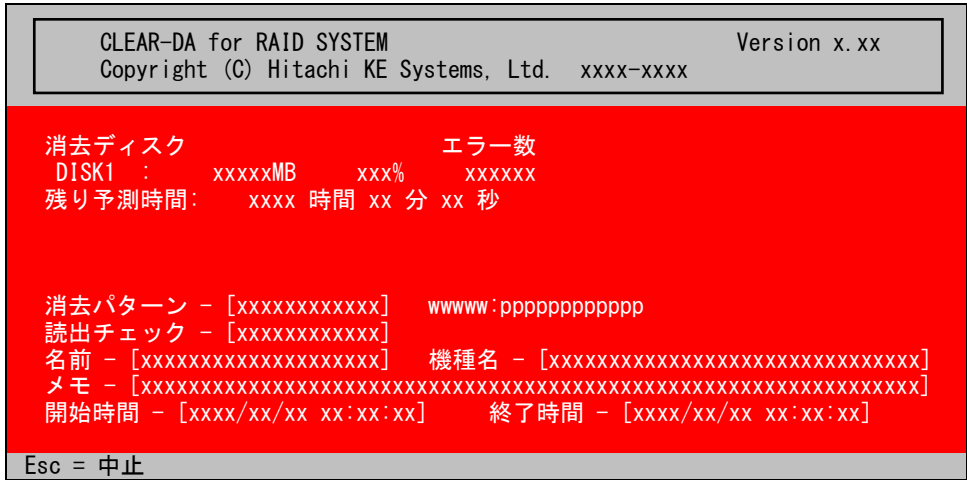 CLEAR-DA for RAID SYSTEM Version x.xx
Copyright (C) Hitachi KE Systems, Ltd. xxxx-xxxx
消去ディスク エラー数
DISK1 : xxxxxMB xxx% xxxxxx
残り予測時間: xxxx 時間 xx 分 xx 秒
消去パターン - [xxxxxxxxxxxx] wwwww:pppppppppppp
読出チェック - [xxxxxxxxxxxx]
名前 - [xxxxxxxxxxxxxxxxxxxx] 機種名 - [xxxxxxxxxxxxxxxxxxxxxxxxxxxxxxx]
メモ - [xxxxxxxxxxxxxxxxxxxxxxxxxxxxxxxxxxxxxxxxxxxxxxxxxxxxxxxxxxxxxxxxx]
開始時間 - [xxxx/xx/xx xx:xx:xx] 終了時間 - [xxxx/xx/xx xx:xx:xx]
Esc = 中止